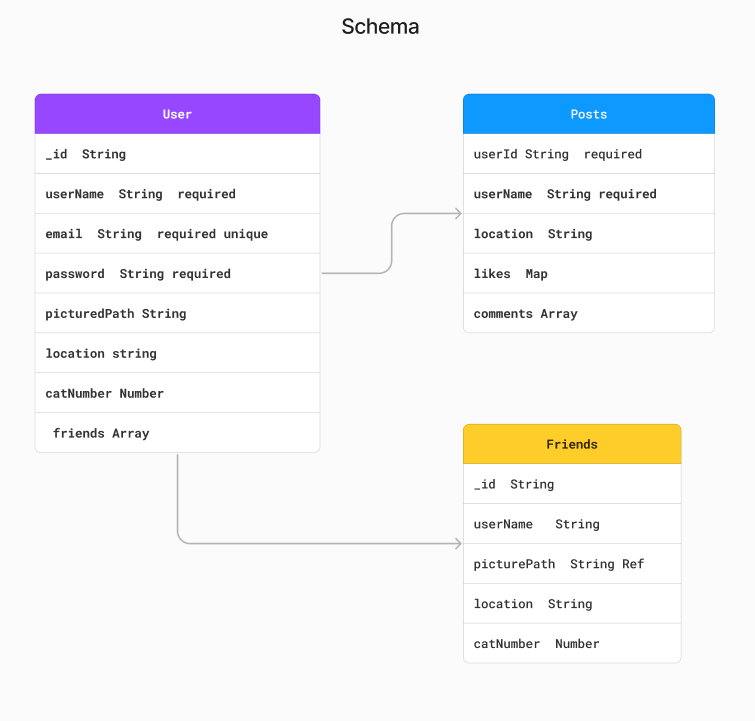 Schema
User
_id String
userName String required
email String required unique
password String required
picturedPath String
location string
catNumber Number
friends Array
Posts
userId String required
userName String required
location String
likes Map
comments Array
Friends
_id String
userName String
picturePath String Ref
location String
catNumber Number